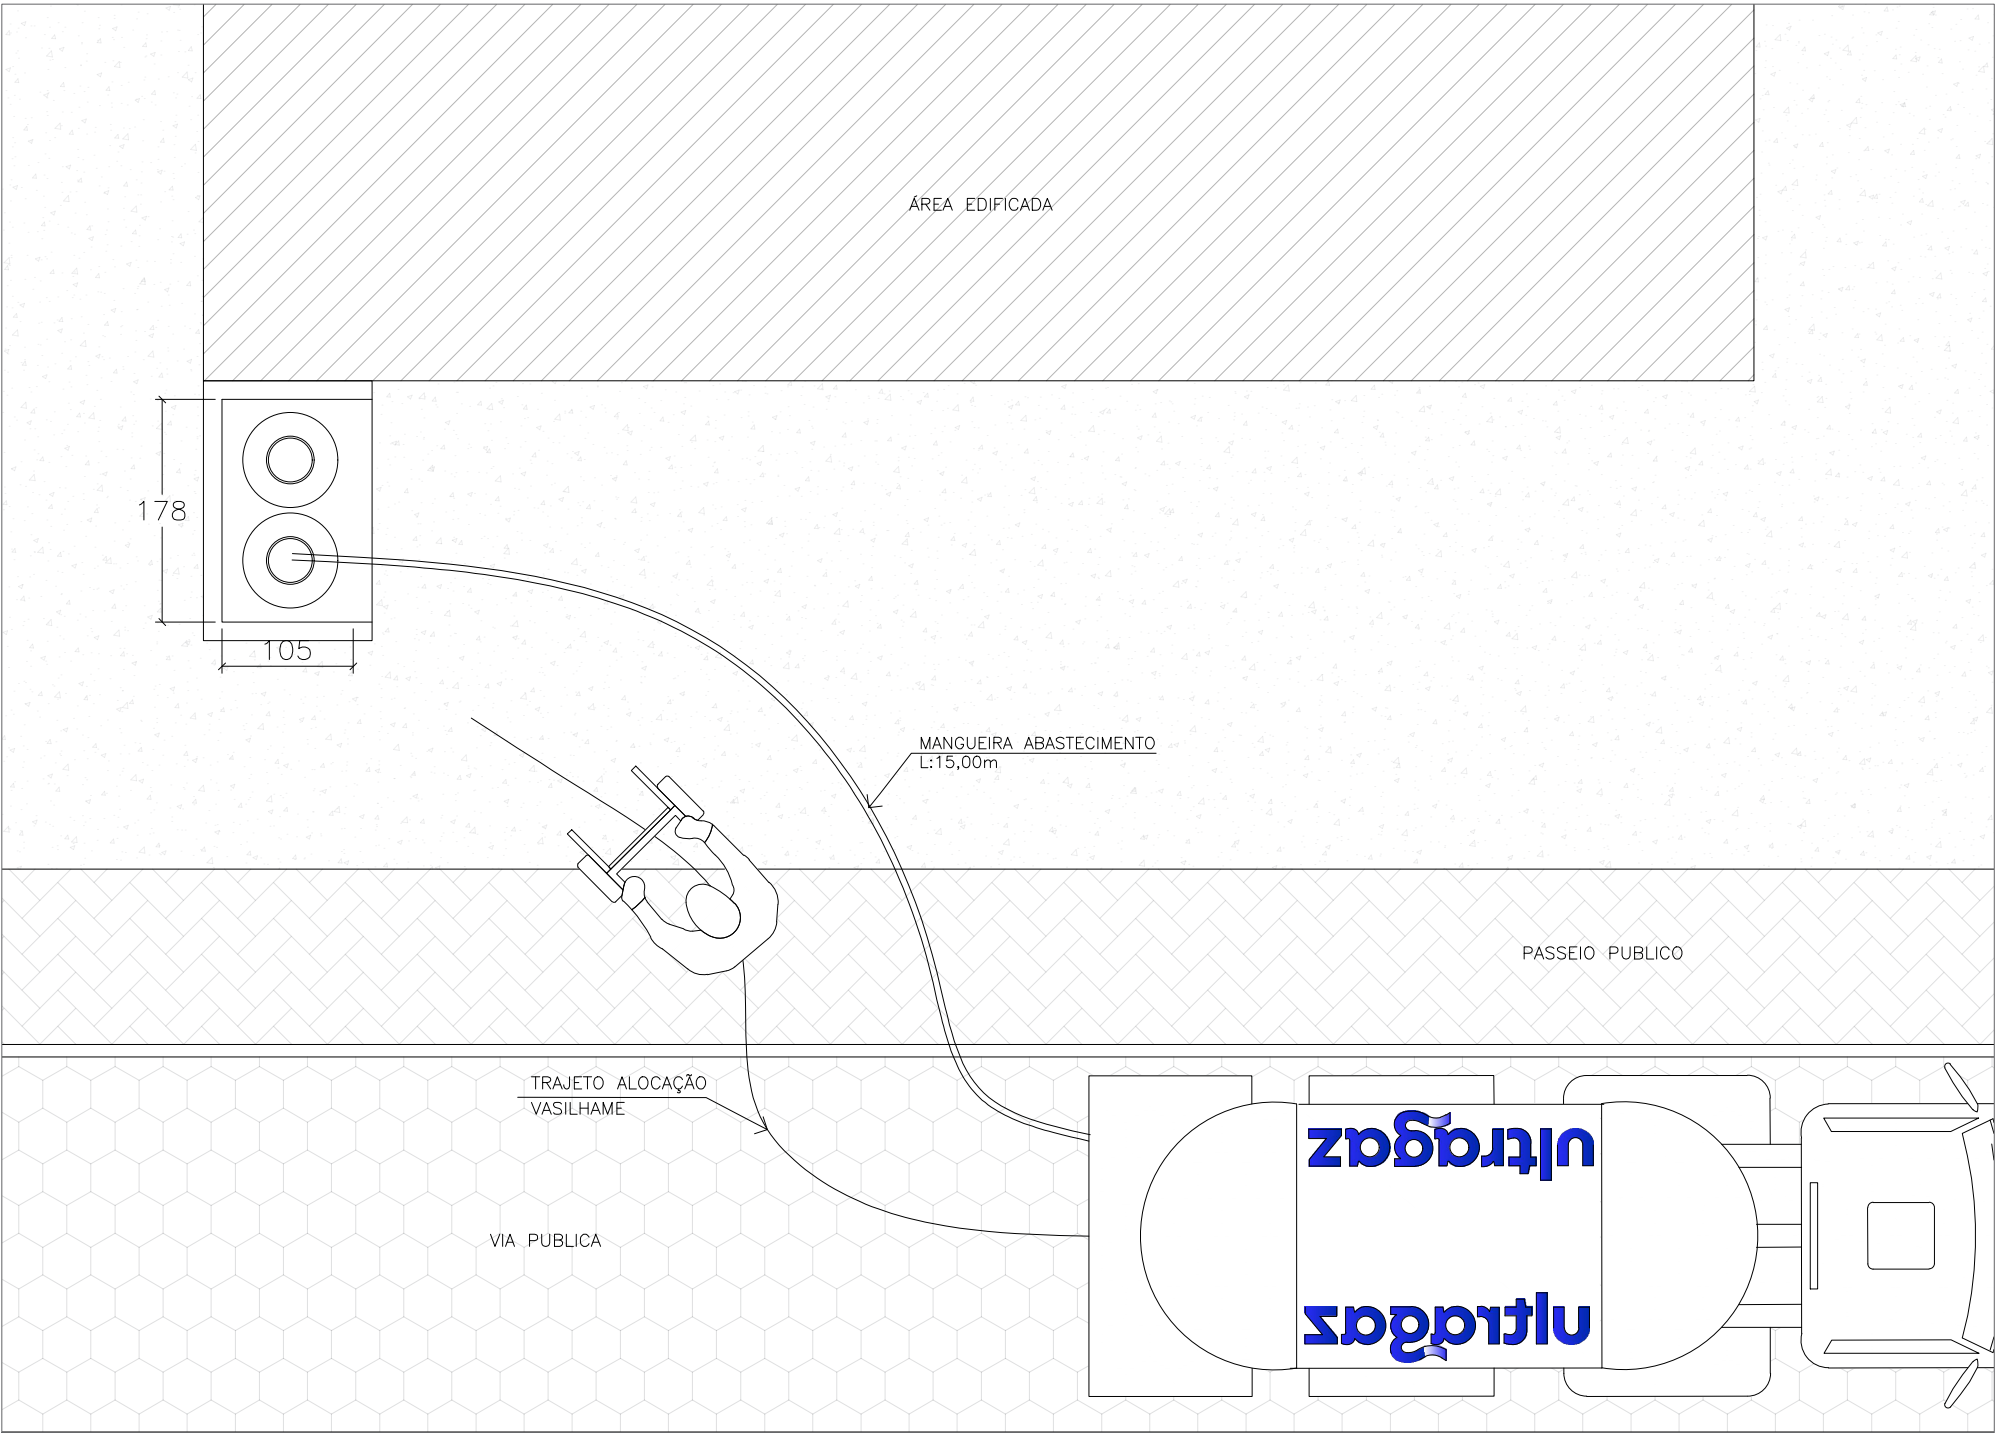 ÁREA EDIFICADA
178
105
MANGUEIRA ABASTECIMENTO
L:15,00m
PASSEIO PUBLICO
TRAJETO ALOCAÇÃO
VASILHAME
VIA PUBLICA
ultragaz
ultragaz